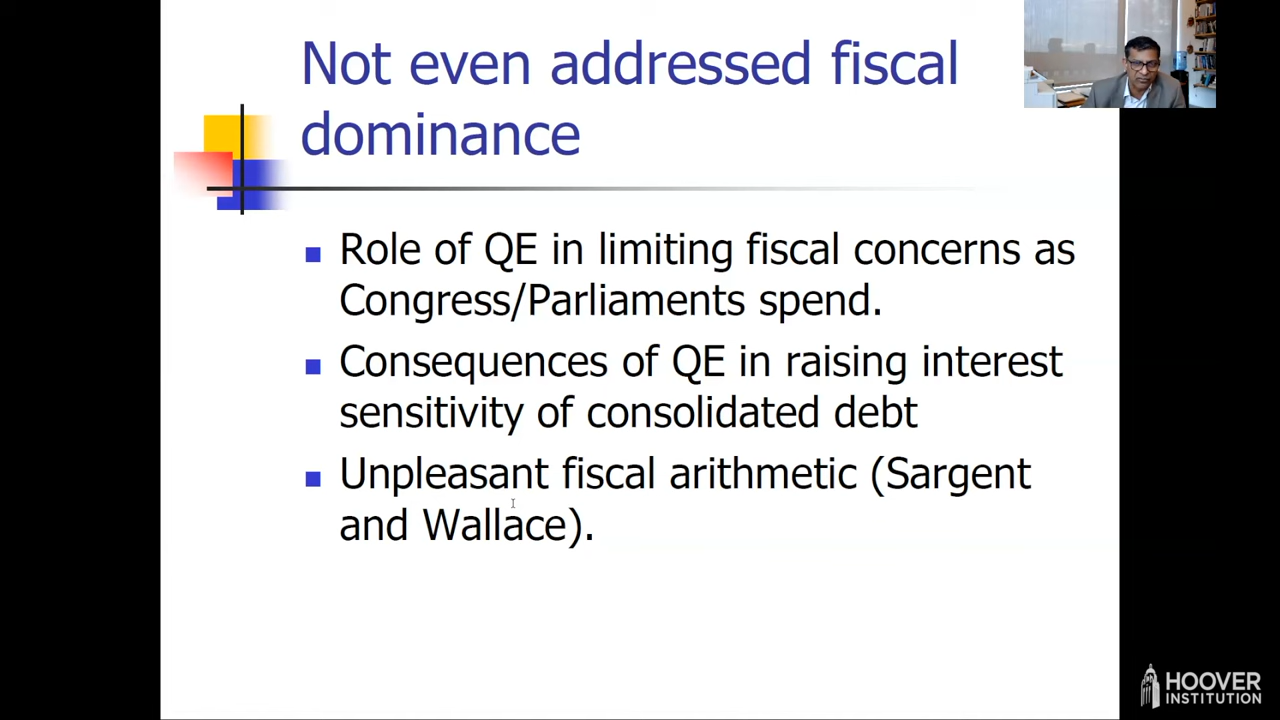 Not even addressed fiscal
dominance
Role of QE in limiting fiscal concerns as
Congress/Parliaments spend.
Consequences of QE in raising interest
sensitivity of consolidated debt
Unpleasant fiscal arithmetic (Sargent
and Wallace).
HOOVER
INSTITUTION